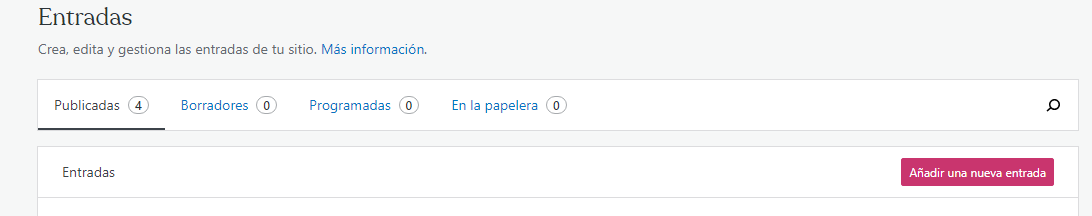 Entradas
Crea, edita y gestiona las entradas de tu sitio. Más información.
Publicadas 4 Borradores 0 Programadas 0 En la papelera 0
Entradas Añadir una nueva entrada